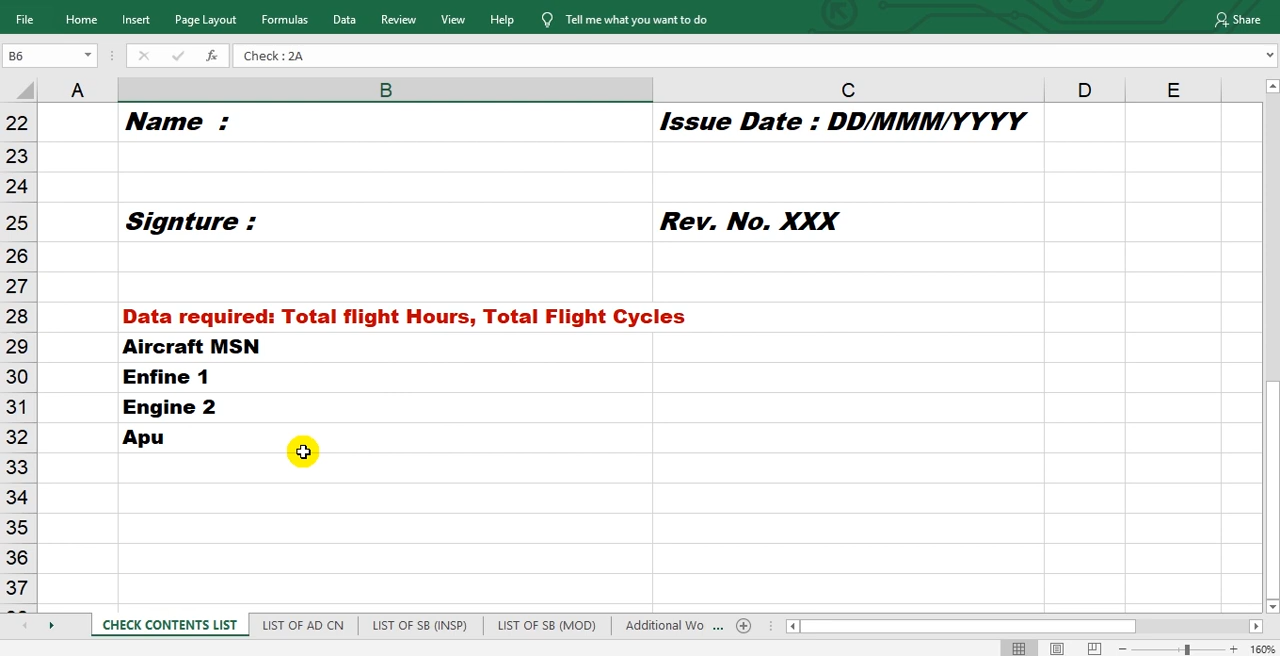 File Home Insert Page Layout Formulas Data Review View Help Tell me what you want to do Share
B6 fx Check : 2A
A B C D E
22 Name : Issue Date : DD/MMM/YYYY
23
24
25 Signture : Rev. No. XXX
26
27
28 Data required: Total flight Hours, Total Flight Cycles
29 Aircraft MSN
30 Enfine 1
31 Engine 2
32 Apu
33
34
35
36
37
CHECK CONTENTS LIST LIST OF AD CN LIST OF SB (INSP) LIST OF SB (MOD) Additional Wo ...
160%